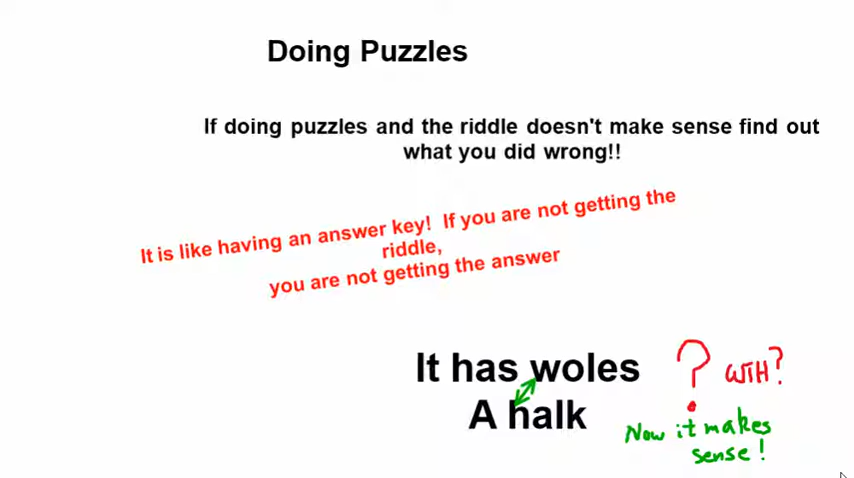 Doing Puzzles
If doing puzzles and the riddle doesn't make sense find out
what you did wrong!!
It is like having an answer key! If you are not getting the
riddle,
you are not getting the answer
It has woles ? WTH?
A halk
Now it makes
sense!